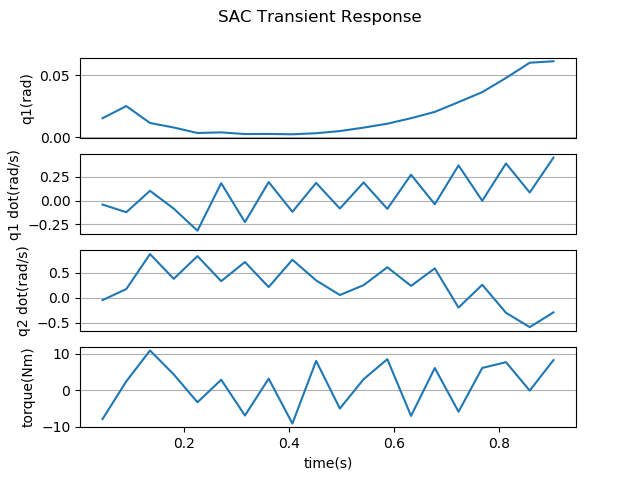 SAC Transient Response
q1(rad)
0.05
0.00
q1 dot(rad/s)
0.25
0.00
−0.25
q2 dot(rad/s)
0.5
0.0
−0.5
torque(Nm)
10
0
−10
0.2 0.4 0.6 0.8
time(s)